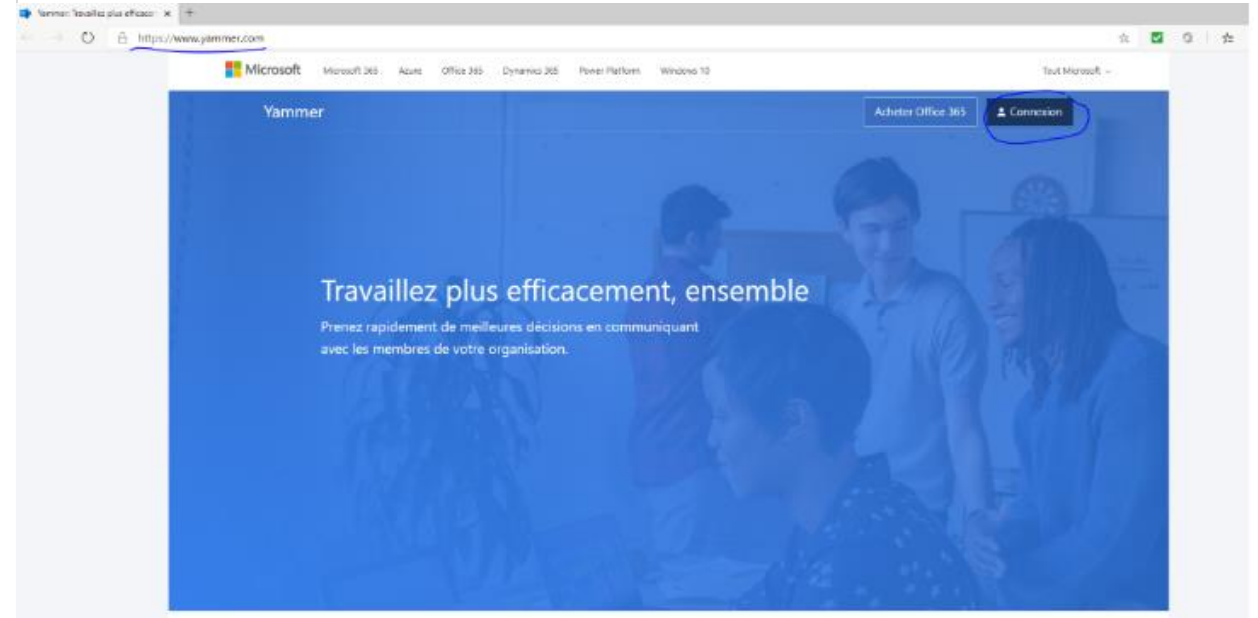 Yammer: Travaillez plus efficacem
https://www.yammer.com
Microsoft Microsoft 365 Azure Office 365 Dynamics 365 Power Platform Windows 10 Tout Microsoft
Yammer Acheter Office 365 Connexion
Travaillez plus efficacement, ensemble
Prenez rapidement de meilleures décisions en communiquant
avec les membres de votre organisation.